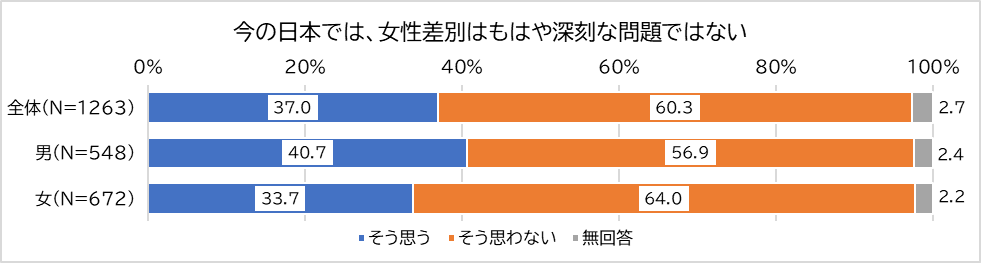 今の日本では、女性差別はもはや深刻な問題ではない
0% 20% 40% 60% 80% 100%
全体(N=1263) 37.0 60.3 2.7
男(N=548) 40.7 56.9 2.4
女(N=672) 33.7 64.0 2.2
そう思う そう思わない 無回答